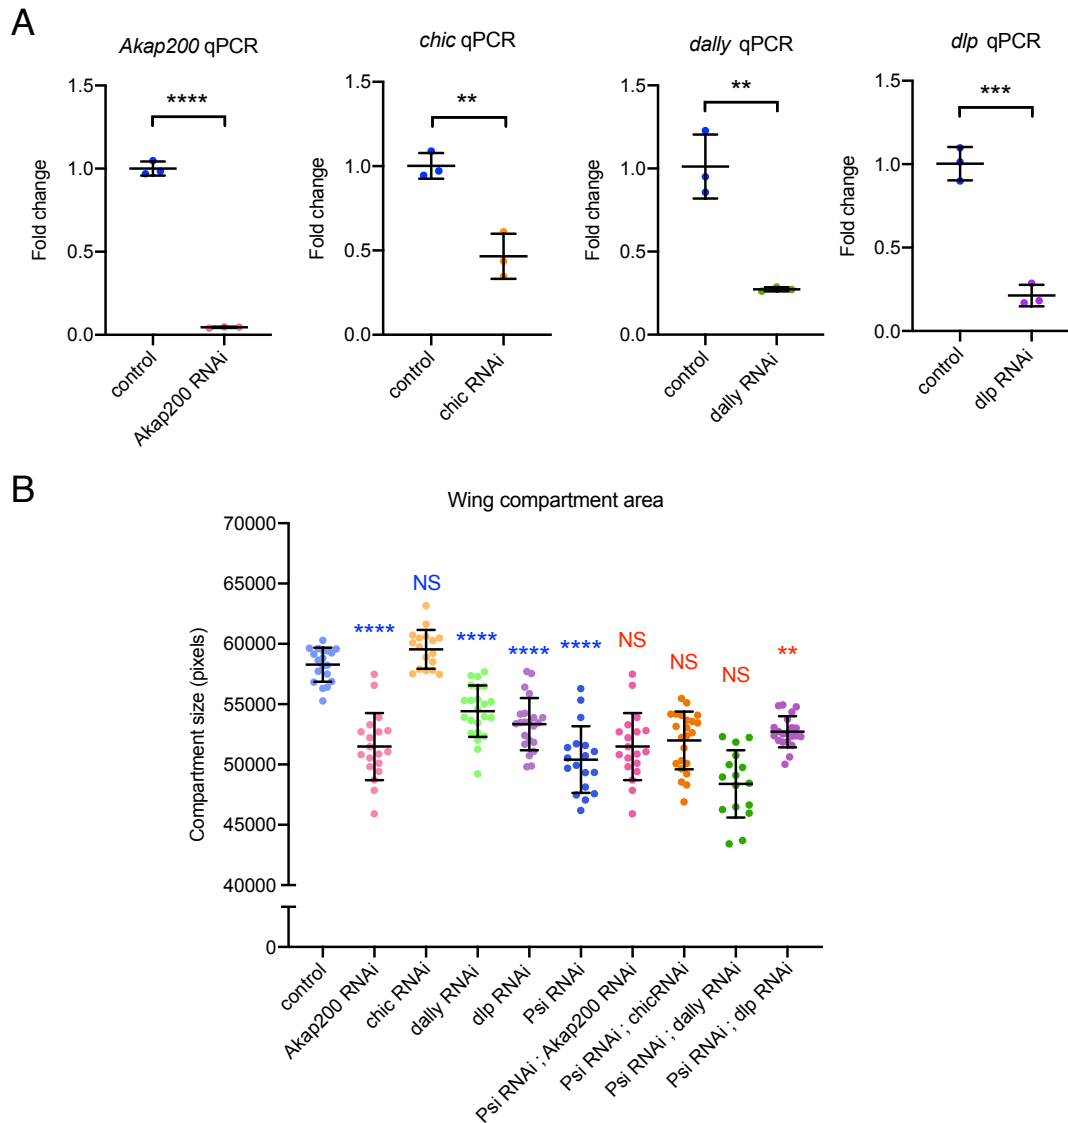 A
Akap200 qPCR
Fold change
1.5
1.0
0.5
0.0
****
control
Akap200 RNAi
chic qPCR
Fold change
1.5
1.0
0.5
0.0
**
control
chic RNAi
dally qPCR
Fold change
1.5
1.0
0.5
0.0
**
control
dally RNAi
dlp qPCR
Fold change
1.5
1.0
0.5
0.0
***
control
dlp RNAi
B
Wing compartment area
Compartment size (pixels)
70000
65000
60000
55000
50000
45000
40000
0
****
NS
****
****
****
NS
NS
NS
**
control
Akap200 RNAi
chic RNAi
dally RNAi
dlp RNAi
Psi RNAi
Psi RNAi ; Akap200 RNAi
Psi RNAi ; chicRNAi
Psi RNAi ; dally RNAi
Psi RNAi ; dlp RNAi